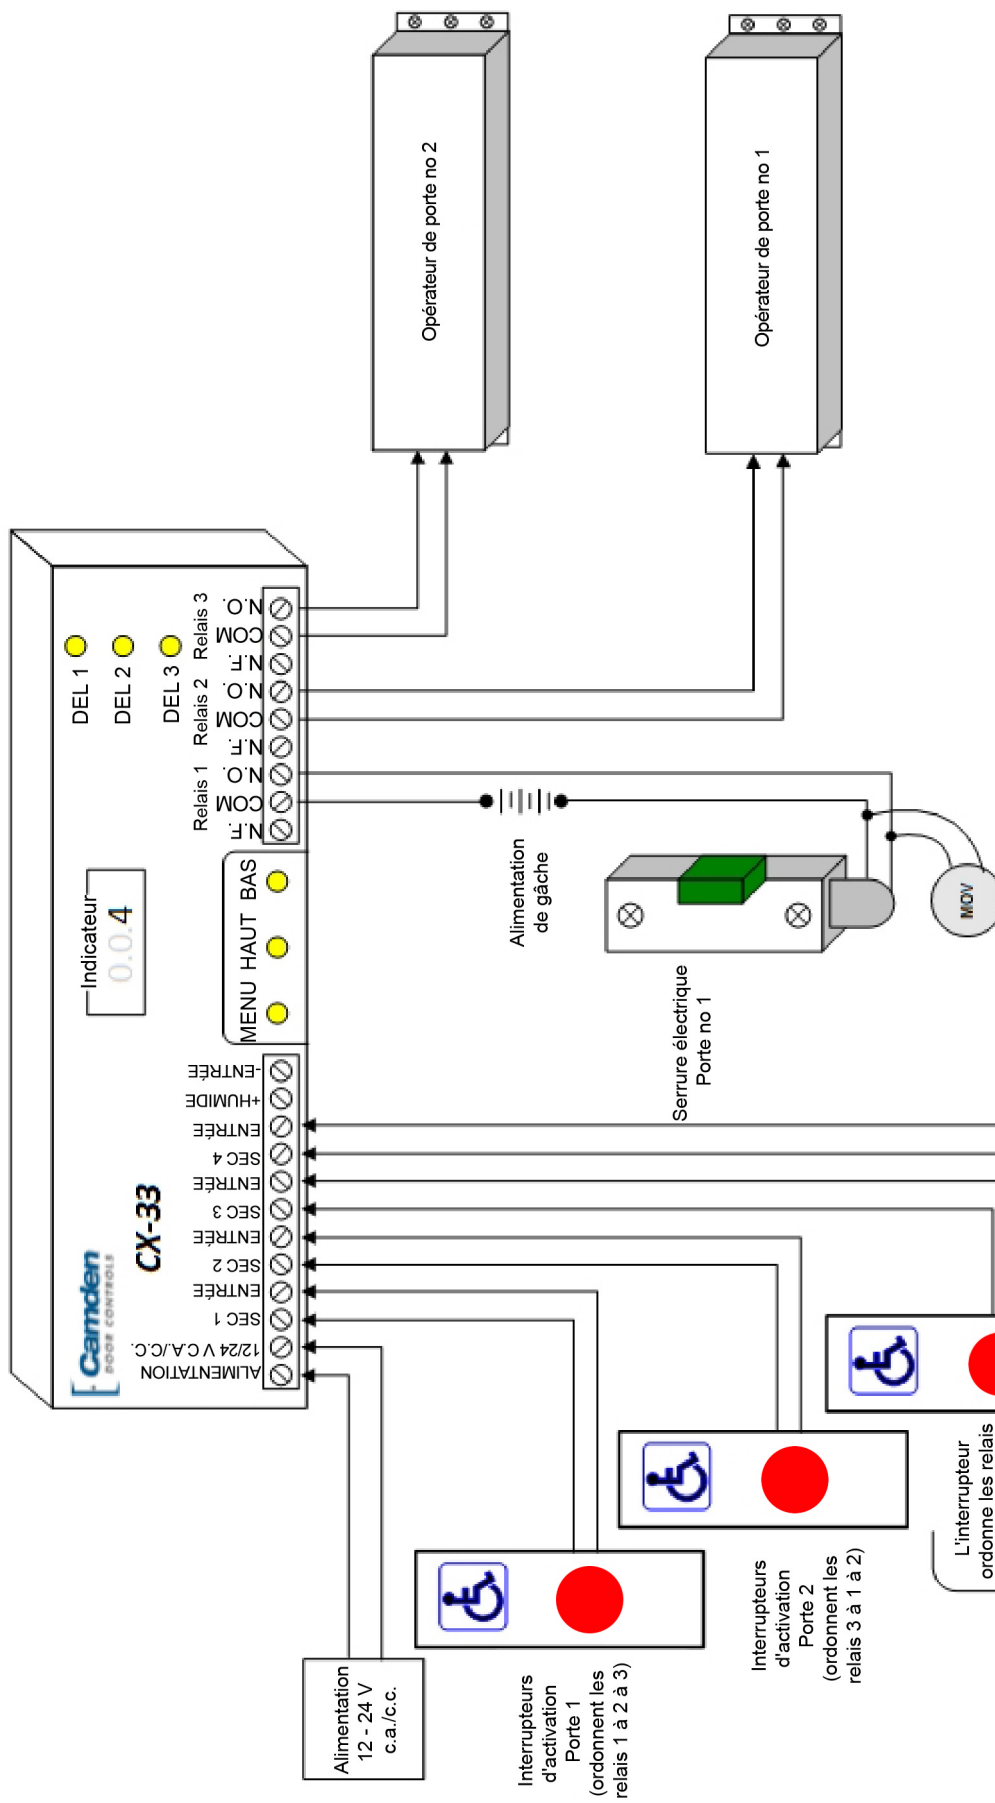 Camden
DOOR CONTROLS
CX-33
Indicateur
0.0.4
DEL 1
DEL 2
DEL 3
MENU HAUT BAS
Relais 1
Relais 2
Relais 3
ALIMENTATION
12/24 V C.A./C.C.
SEC 1
ENTRÉE
SEC 2
ENTRÉE
SEC 3
ENTRÉE
SEC 4
ENTRÉE
+HUMIDE
-ENTRÉE
N.F.
COM
N.O.
N.F.
COM
N.O.
N.F.
COM
N.O.
Opérateur de porte no 2
Opérateur de porte no 1
Alimentation
de gâche
Serrure électrique
Porte no 1
MOV
Alimentation
12 - 24 V
c.a./c.c.
Interrupteurs
d'activation
Porte 1
(ordonnent les
relais 1 à 2 à 3)
Interrupteurs
d'activation
Porte 2
(ordonnent les
relais 3 à 1 à 2)
L'interrupteur
ordonne les relais